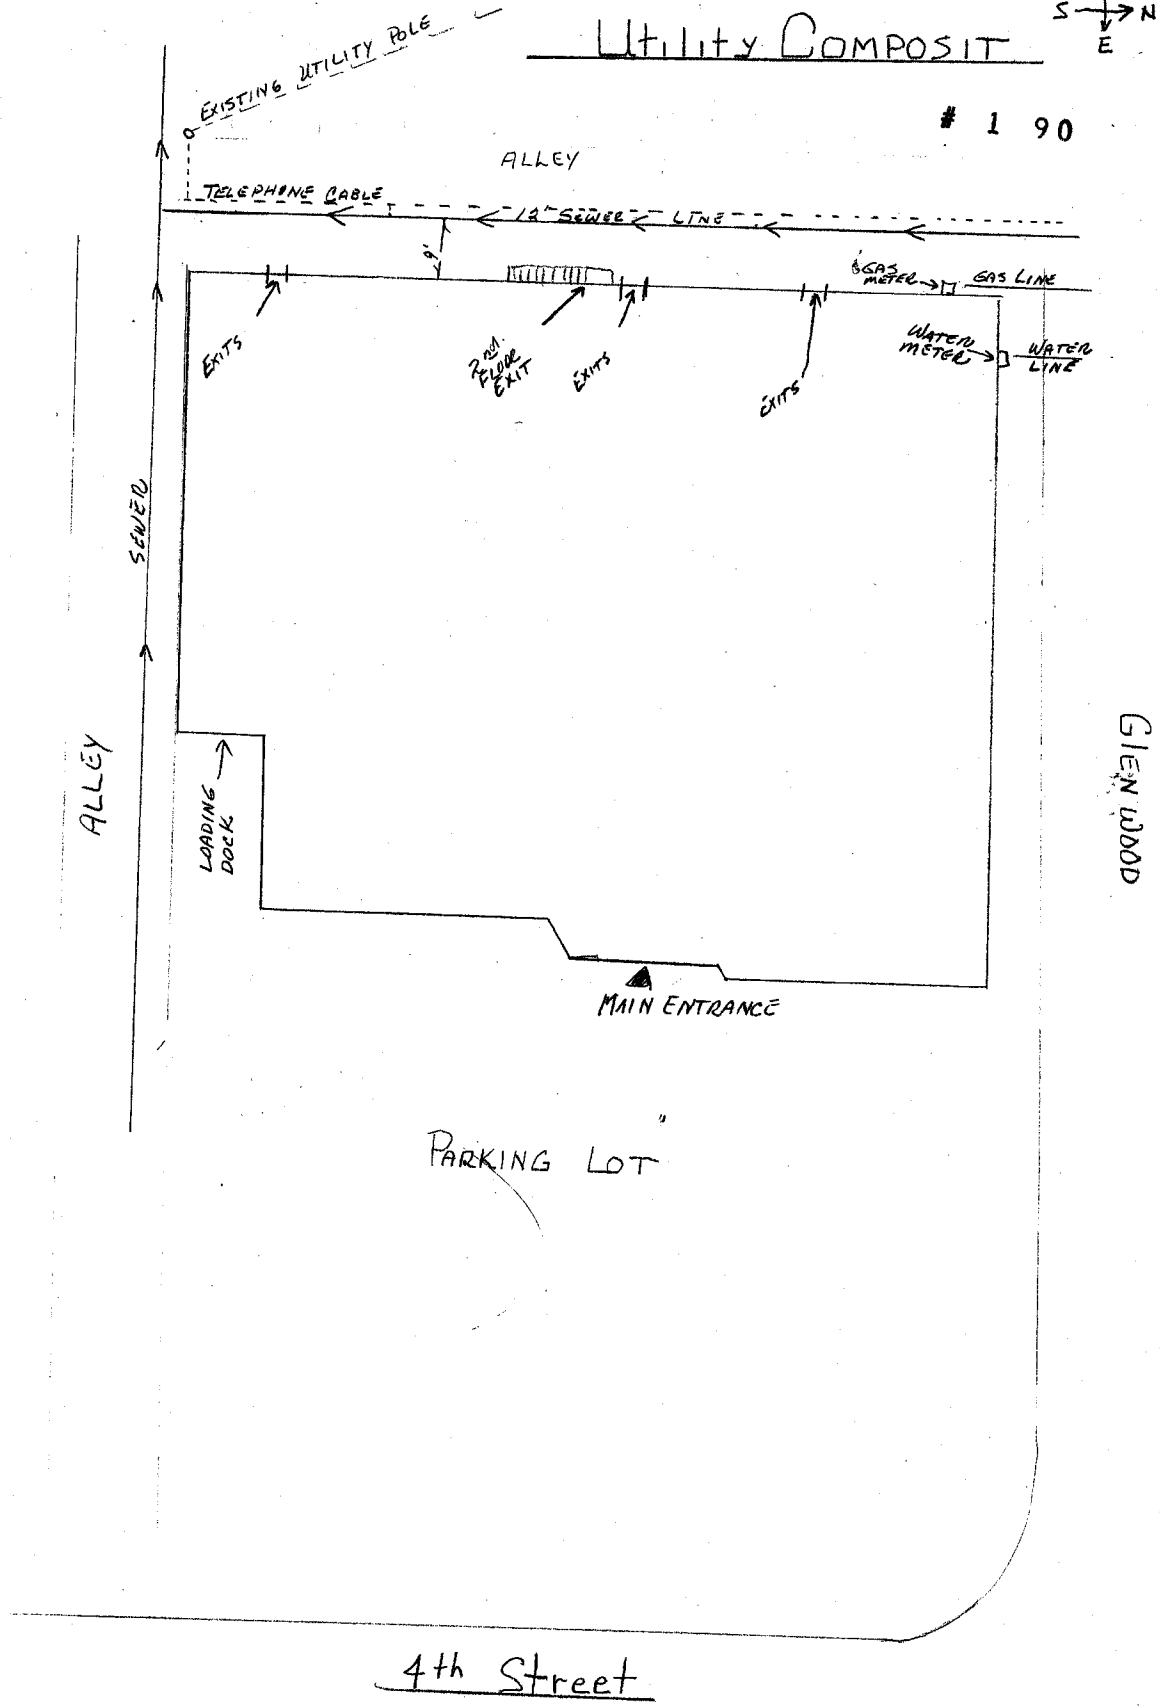 S N
E
Utility COMPOSIT
# 1 90
EXISTING UTILITY POLE
ALLEY
TELEPHONE CABLE
12" SEWER LINE
9'
GAS
METER
GAS LINE
WATER
METER
WATER
LINE
EXITS
2nd.
FLOOR
EXIT
EXITS
EXITS
SEWER
ALLEY
LOADING
DOCK
GLENWOOD
MAIN ENTRANCE
PARKING LOT
4th Street